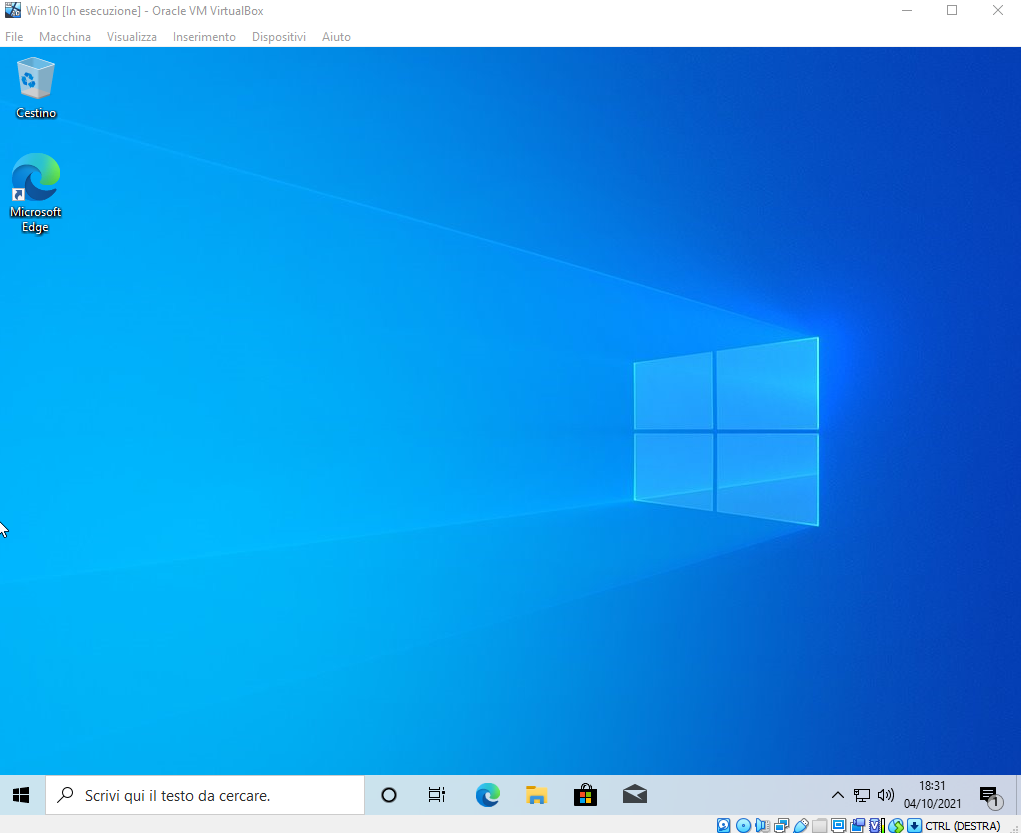 Win10 [In esecuzione] - Oracle VM VirtualBox
File Macchina Visualizza Inserimento Dispositivi Aiuto
Cestino
Microsoft
Edge
Scrivi qui il testo da cercare.
18:31
04/10/2021
1
CTRL (DESTRA)